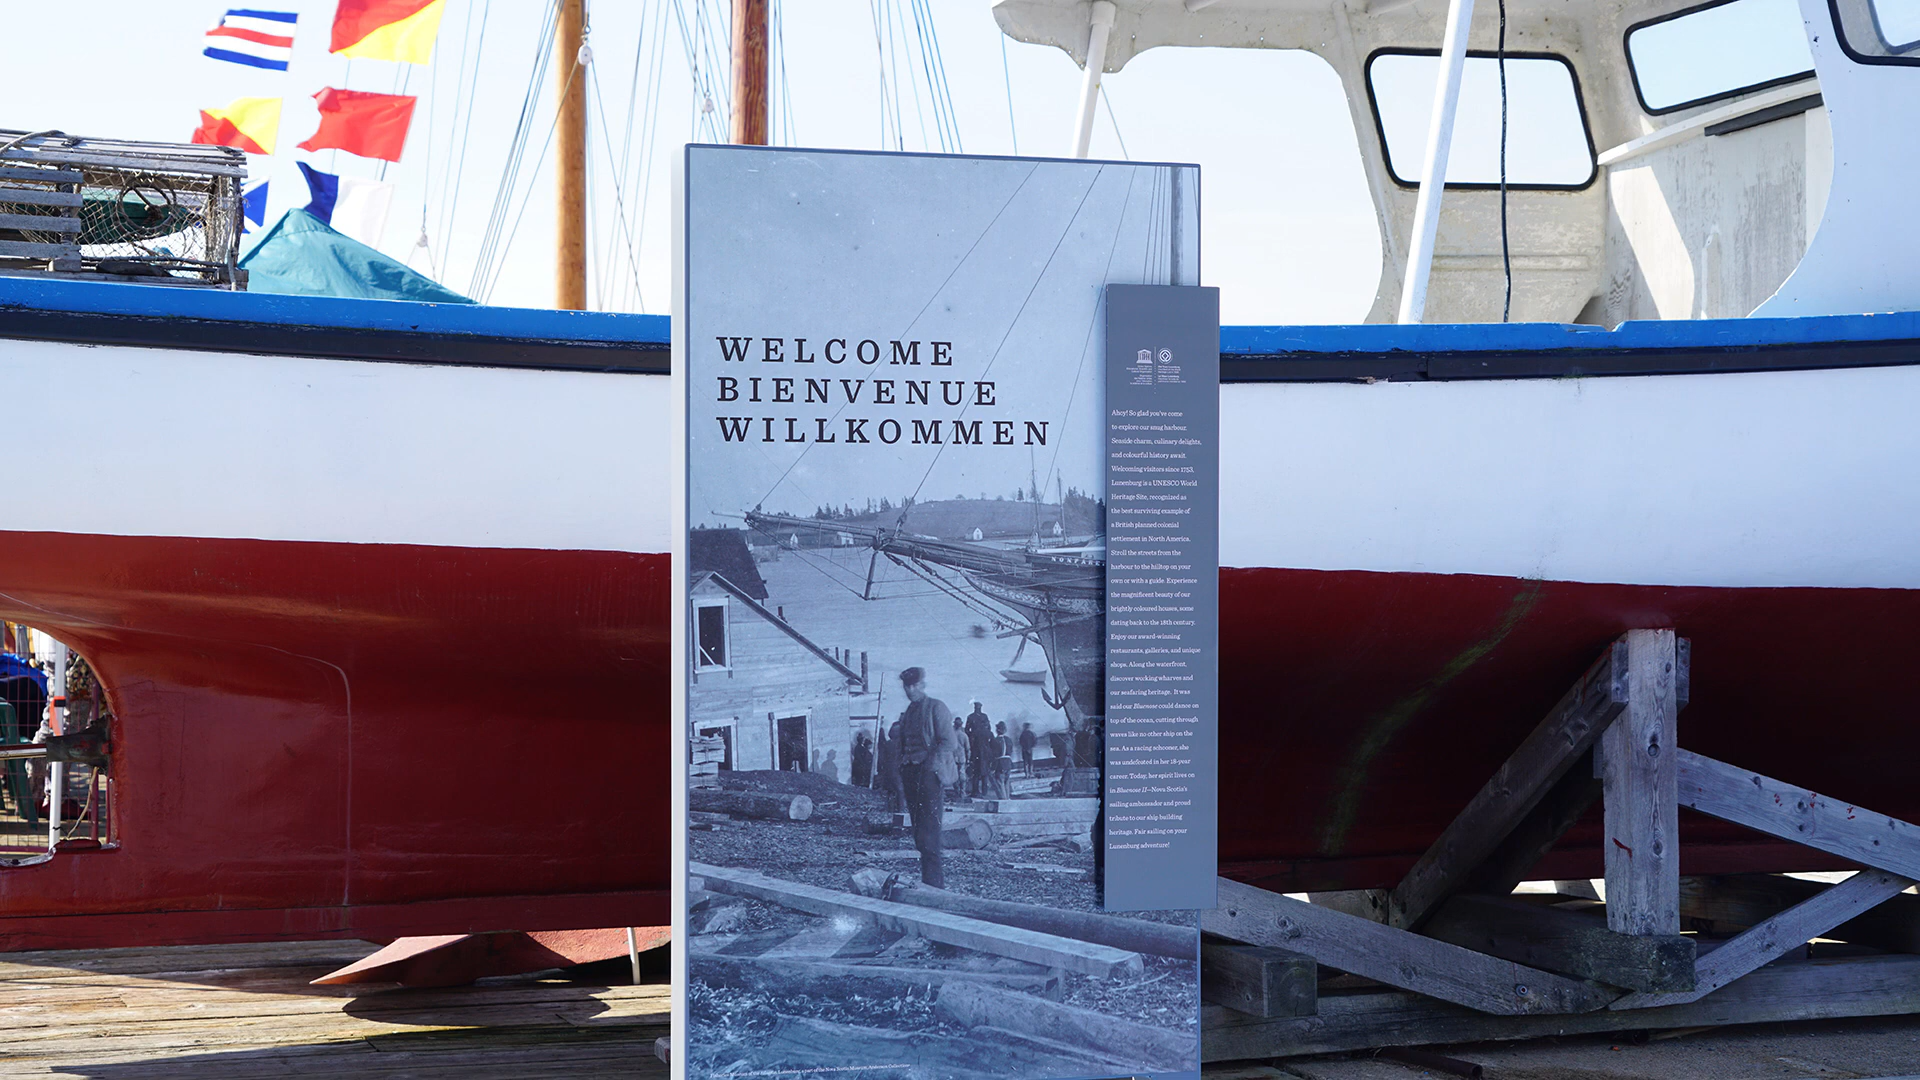 WELCOME
BIENVENUE
WILLKOMMEN
NONPARE
Ahoy! So glad you've come
to explore our snug harbour.
Seaside charm, culinary delights,
and colourful history await.
Welcoming visitors since 1753,
Lunenburg is a UNESCO World
Heritage Site, recognized as
the best surviving example of
a British planned colonial
settlement in North America.
Stroll the streets from the
harbour to the hilltop on your
own or with a guide. Experience
the magnificent beauty of our
brightly coloured houses, some
dating back to the 18th century.
Enjoy our award-winning
restaurants, galleries, and unique
shops. Along the waterfront,
discover working wharves and
our seafaring heritage. It was
said our Bluenose could dance on
top of the ocean, cutting through
waves like no other ship on the
sea. As a racing schooner, she
was undefeated in her 18-year
career. Today, her spirit lives on
in Bluenose II—Nova Scotia's
sailing ambassador and proud
tribute to our ship building
heritage. Fair sailing on your
Lunenburg adventure!